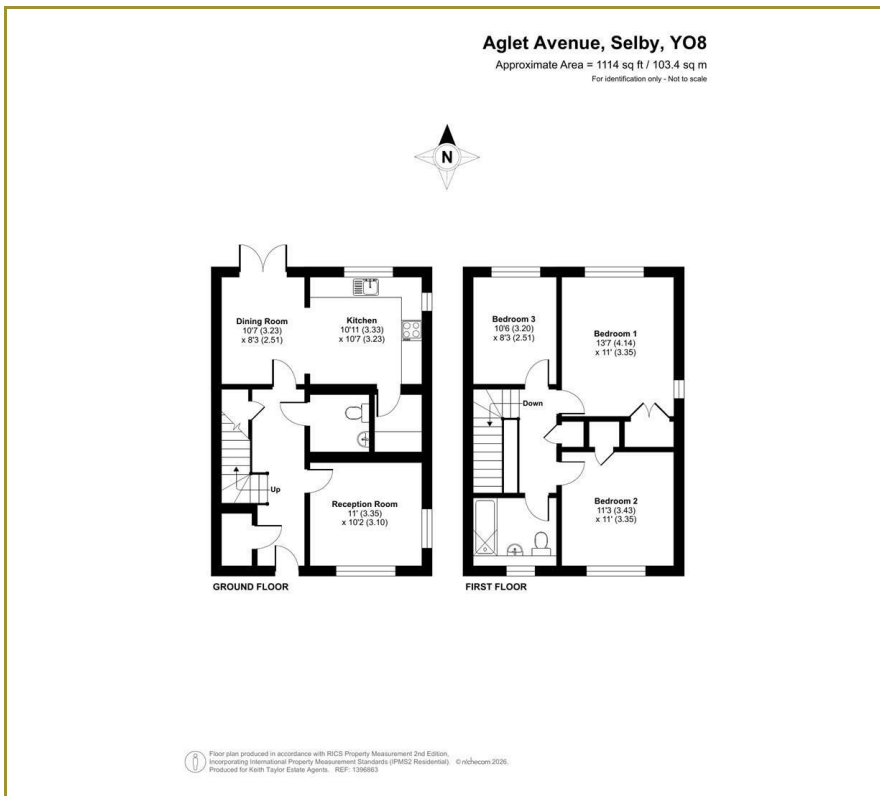 Aglet Avenue, Selby, YO8
Approximate Area = 1114 sq ft / 103.4 sq m
For identification only - Not to scale
N
Dining Room
10'7 (3.23)
x 8'3 (2.51)
Kitchen
10'11 (3.33)
x 10'7 (3.23)
Up
Reception Room
11' (3.35)
x 10'2 (3.10)
GROUND FLOOR
Bedroom 3
10'6 (3.20)
x 8'3 (2.51)
Bedroom 1
13'7 (4.14)
x 11' (3.35)
Down
Bedroom 2
11'3 (3.43)
x 11' (3.35)
FIRST FLOOR
Floor plan produced in accordance with RICS Property Measurement 2nd Edition,
Incorporating International Property Measurement Standards (IPMS2 Residential). © nichecom 2026.
Produced for Keith Taylor Estate Agents. REF: 1396863